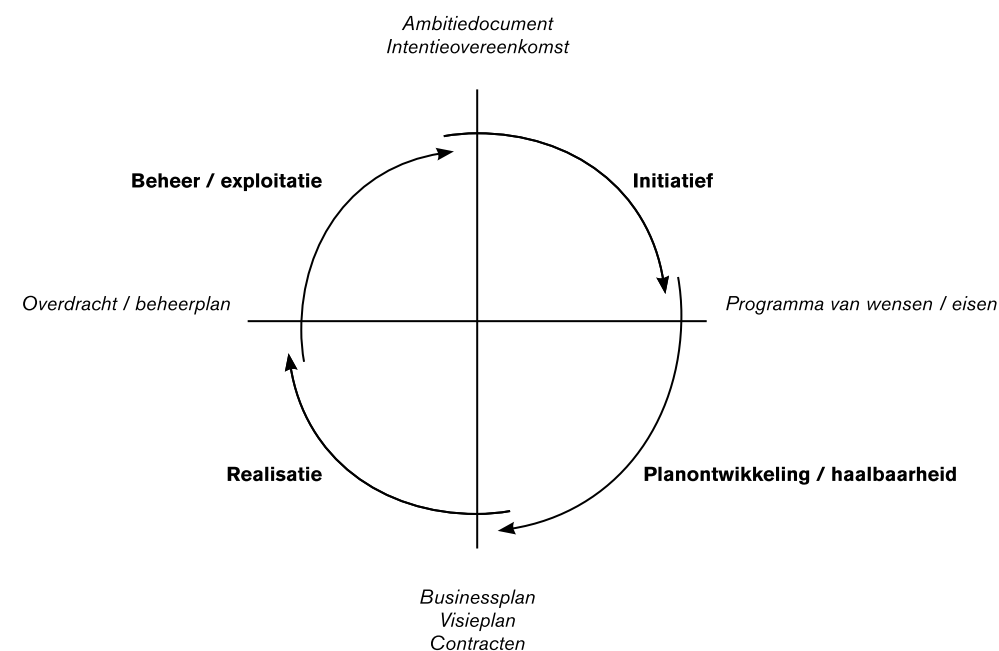 Ambitiedocument
Intentieovereenkomst
Beheer / exploitatie
Initiatief
Overdracht / beheerplan
Programma van wensen / eisen
Realisatie
Planontwikkeling / haalbaarheid
Businessplan
Visieplan
Contracten